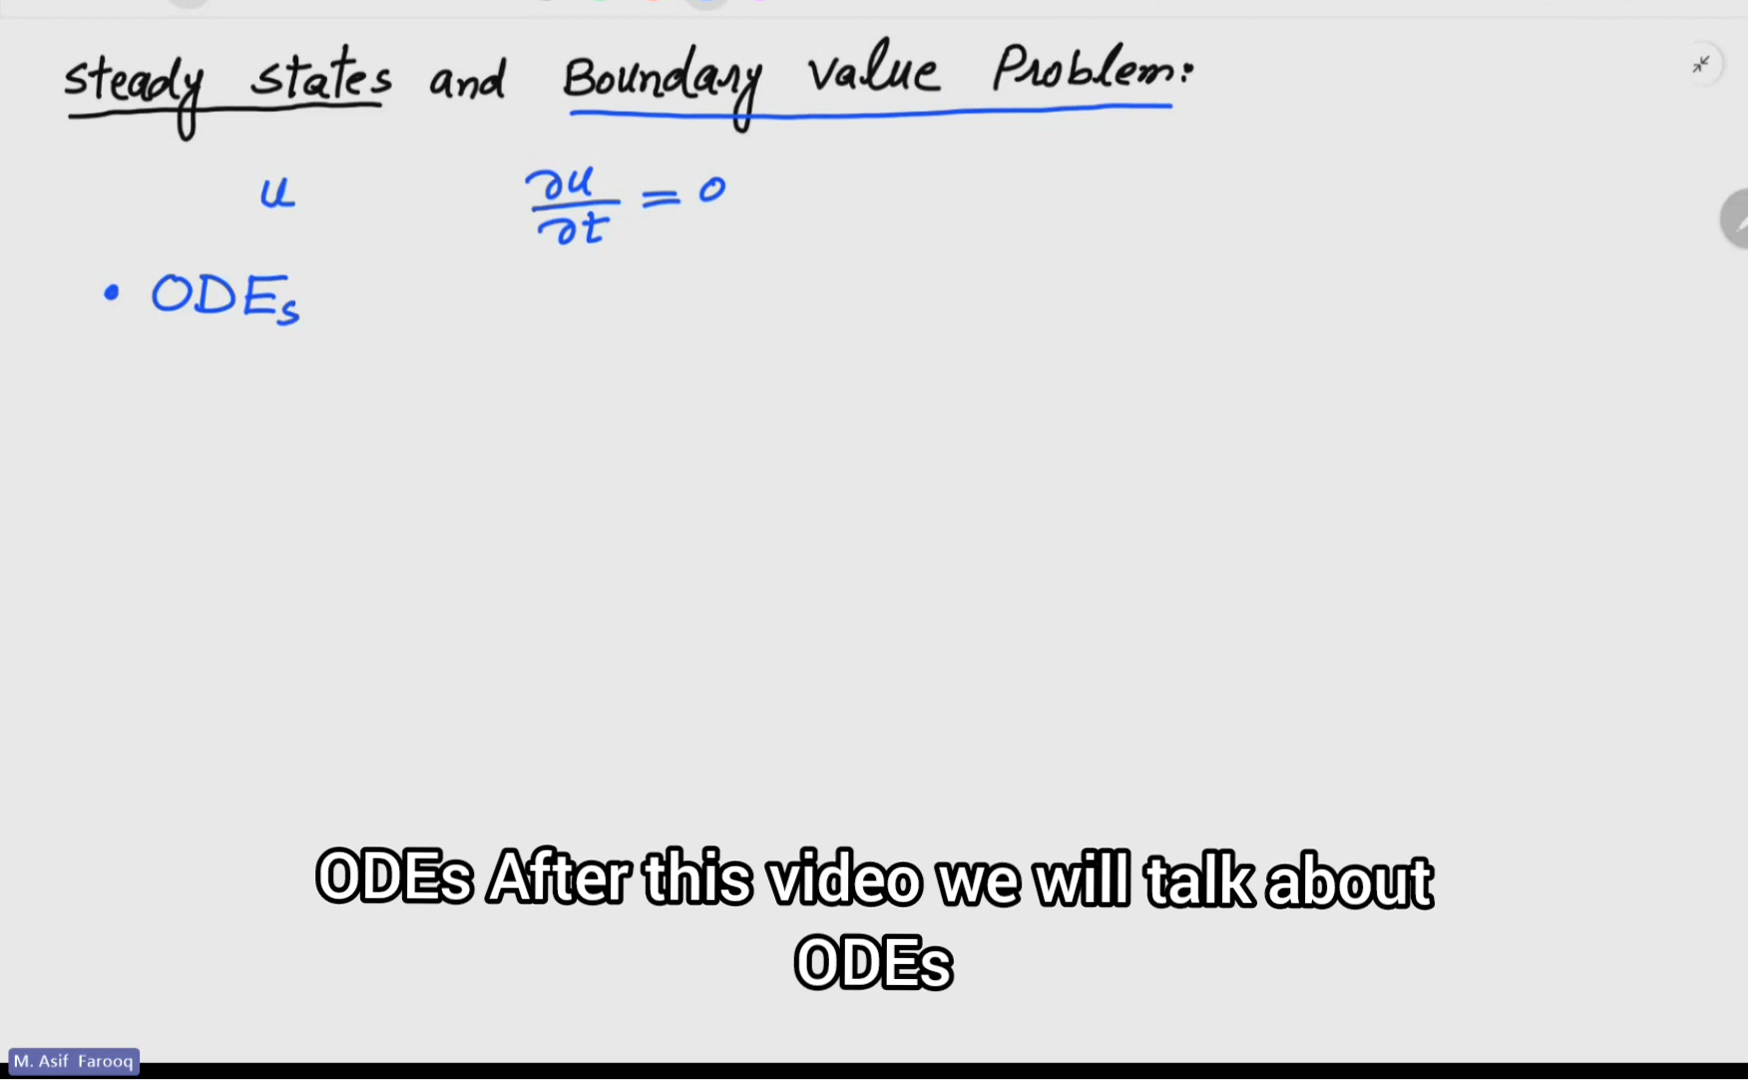 steady states and Boundary value Problem:
u ∂u/∂t = 0
• ODEs
ODEs After this video we will talk about
ODEs
M. Asif Farooq